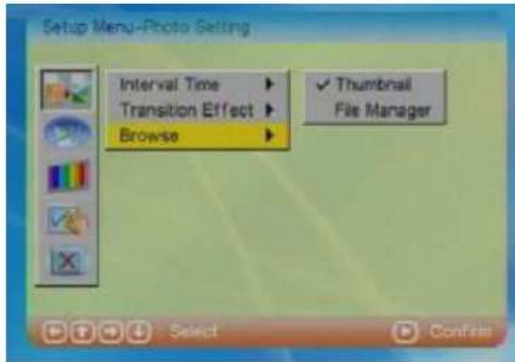 Setup Menu-Photo Setting
Interval Time
Transition Effect
Browse
✓ Thumbnail
File Manager
Select
Confirm